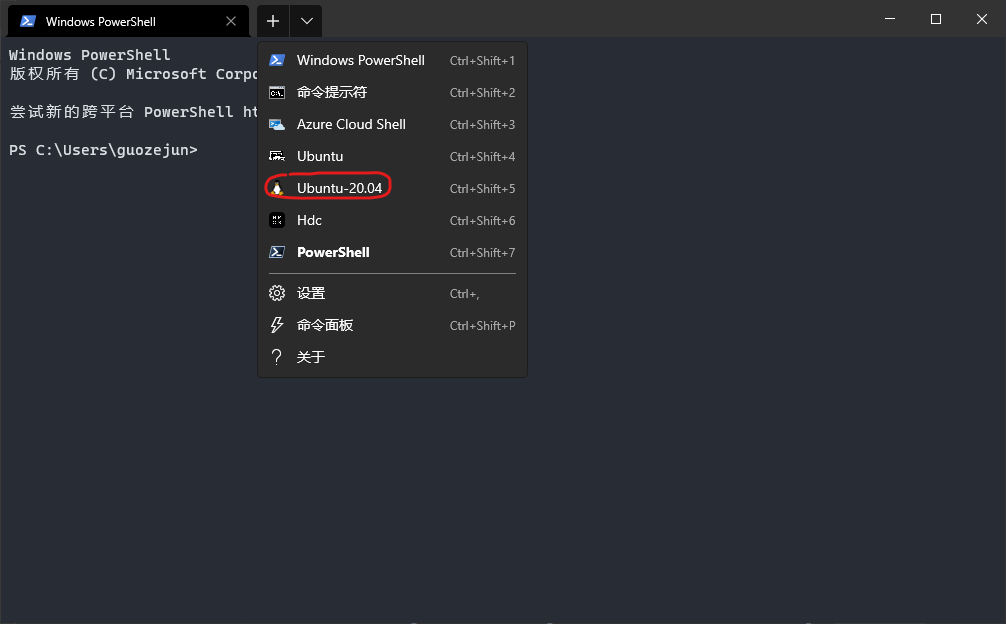 Windows PowerShell
Windows PowerShell
版权所有 (C) Microsoft Corpo
尝试新的跨平台 PowerShell ht
PS C:\Users\guozejun>
Windows PowerShell Ctrl+Shift+1
命令提示符 Ctrl+Shift+2
Azure Cloud Shell Ctrl+Shift+3
Ubuntu Ctrl+Shift+4
Ubuntu-20.04 Ctrl+Shift+5
Hdc Ctrl+Shift+6
PowerShell Ctrl+Shift+7
设置 Ctrl+,
命令面板 Ctrl+Shift+P
关于